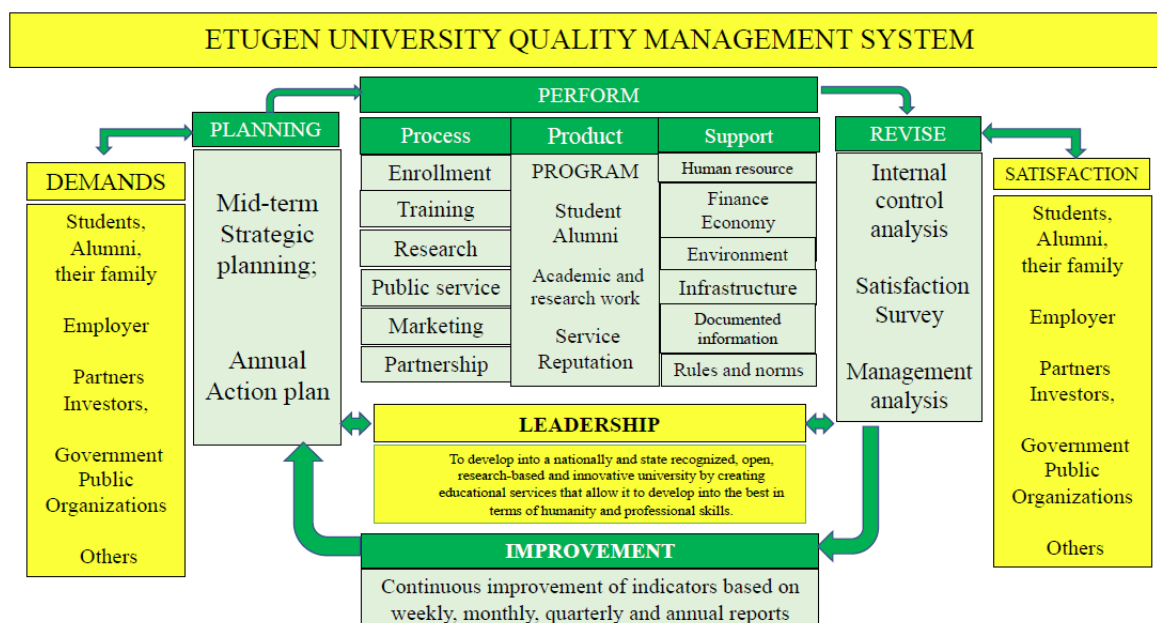 ETUGEN UNIVERSITY QUALITY MANAGEMENT SYSTEM
DEMANDS
Students,
Alumni,
their family
Employer
Partners
Investors,
Government
Public
Organizations
Others
PLANNING
Mid-term
Strategic
planning;
Annual
Action plan
PERFORM
Process
Enrollment
Training
Research
Public service
Marketing
Partnership
Product
PROGRAM
Student
Alumni
Academic and
research work
Service
Reputation
Support
Human resource
Finance
Economy
Environment
Infrastructure
Documented
information
Rules and norms
LEADERSHIP
To develop into a nationally and state recognized, open,
research-based and innovative university by creating
educational services that allow it to develop into the best in
terms of humanity and professional skills.
IMPROVEMENT
Continuous improvement of indicators based on
weekly, monthly, quarterly and annual reports
REVISE
Internal
control
analysis
Satisfaction
Survey
Management
analysis
SATISFACTION
Students,
Alumni,
their family
Employer
Partners
Investors,
Government
Public
Organizations
Others